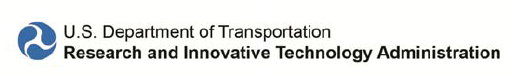 U.S. Department of Transportation
Research and Innovative Technology Administration